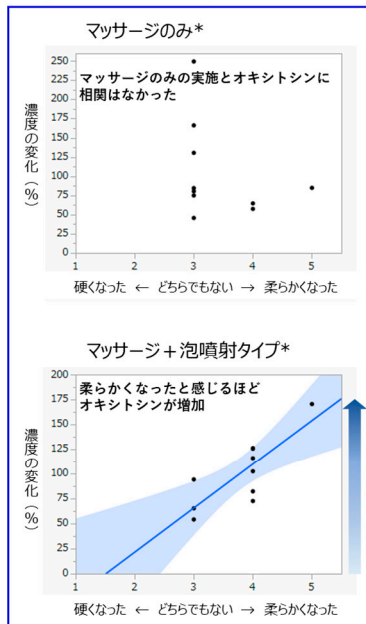 マッサージのみ*
マッサージのみの実施とオキシトシンに
相関はなかった
濃度の変化(%)
250
225
200
175
150
125
100
75
50
25
0
1 2 3 4 5
硬くなった ← どちらでもない → 柔らかくなった
マッサージ+泡噴射タイプ*
柔らかくなったと感じるほど
オキシトシンが増加
濃度の変化(%)
200
175
150
125
100
75
50
25
0
1 2 3 4 5
硬くなった ← どちらでもない → 柔らかくなった